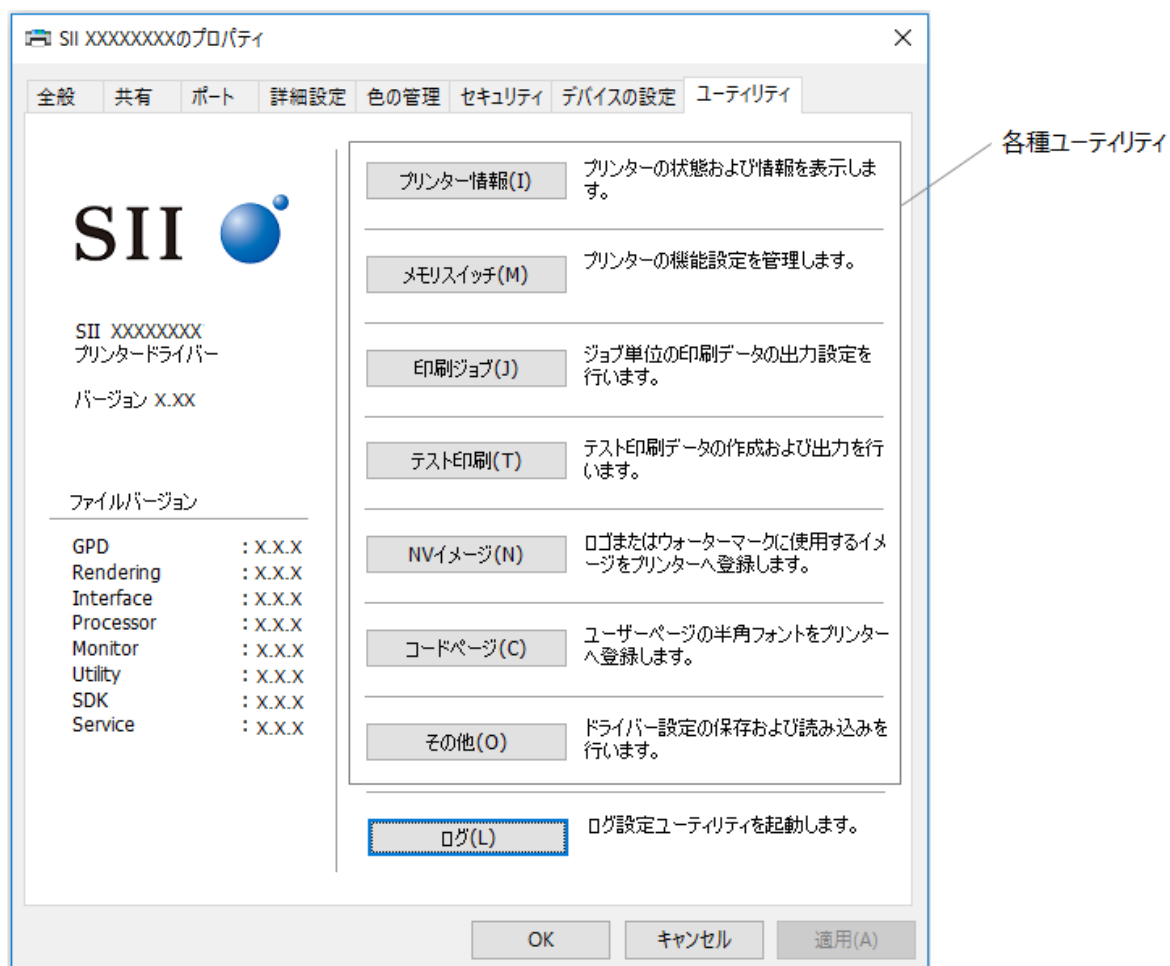 SII XXXXXXXXのプロパティ
全般 共有 ポート 詳細設定 色の管理 セキュリティ デバイスの設定 ユーティリティ
各種ユーティリティ
SII
SII XXXXXXXX
プリンタードライバー
バージョン X.XX
ファイルバージョン
GPD : X.X.X
Rendering : X.X.X
Interface : X.X.X
Processor : X.X.X
Monitor : X.X.X
Utility : X.X.X
SDK : X.X.X
Service : X.X.X
プリンター情報(I)
プリンターの状態および情報を表示しま
す。
メモリスイッチ(M)
プリンターの機能設定を管理します。
印刷ジョブ(J)
ジョブ単位の印刷データの出力設定を
行います。
テスト印刷(T)
テスト印刷データの作成および出力を行
います。
NVイメージ(N)
ロゴまたはウォーターマークに使用するイメ
ージをプリンターへ登録します。
コードページ(C)
ユーザーページの半角フォントをプリンター
へ登録します。
その他(O)
ドライバー設定の保存および読み込みを
行います。
ログ(L)
ログ設定ユーティリティを起動します。
OK キャンセル 適用(A)